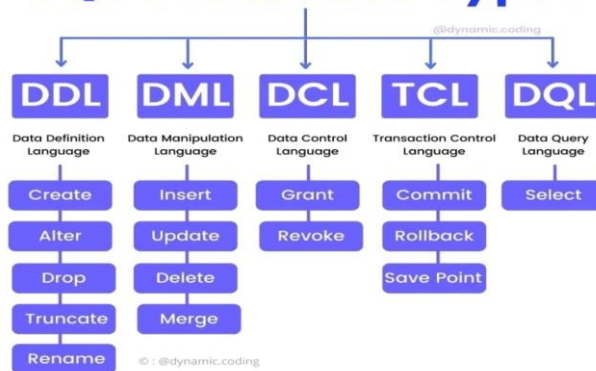 @dynamic.coding
DDL DML DCL TCL DQL
Data Definition Language
Data Manipulation Language
Data Control Language
Transaction Control Language
Data Query Language
Create Insert Grant Commit Select
Alter Update Revoke Rollback
Drop Delete Save Point
Truncate Merge
Rename
© : @dynamic.coding